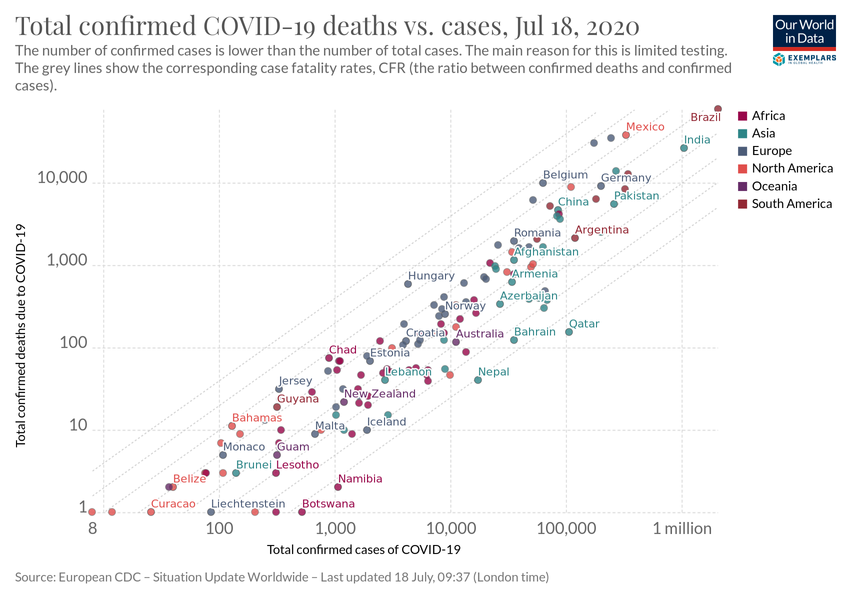 Total confirmed COVID-19 deaths vs. cases, Jul 18, 2020
The number of confirmed cases is lower than the number of total cases. The main reason for this is limited testing.
The grey lines show the corresponding case fatality rates, CFR (the ratio between confirmed deaths and confirmed
cases).
Our World
in Data
EXEMPLARS
IN GLOBAL HEALTH
Africa
Asia
Europe
North America
Oceania
South America
Total confirmed deaths due to COVID-19
10,000
1,000
100
10
1
Brazil
Mexico
India
Belgium
Germany
Pakistan
China
Argentina
Romania
Afghanistan
Hungary
Armenia
Azerbaijan
Norway
Qatar
Croatia
Australia
Bahrain
Chad
Estonia
Lebanon
Nepal
Jersey
New Zealand
Guyana
Bahamas
Malta
Iceland
Monaco
Guam
Brunei
Lesotho
Belize
Namibia
Curacao
Liechtenstein
Botswana
8
100
1,000
10,000
100,000
1 million
Total confirmed cases of COVID-19
Source: European CDC – Situation Update Worldwide – Last updated 18 July, 09:37 (London time)